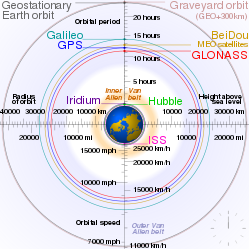 Geostationary
Earth orbit
Graveyard orbit
(GEO+300km)
Orbital period
20 hours
Galileo
GPS
15 hours
BeiDou
MEO satellites
GLONASS
10 hours
5 hours
Inner Van
Allen belt
Radius
of orbit
Iridium
Hubble
Height above
sea level
40000
30000
20000
10000 km
10000 km
20000
30000
20000 mi
10000 mi
10000 mi
20000 mi
ISS
15000 mph
25000 km/h
20000 km/h
10000 mph
15000 km/h
Orbital speed
Outer Van
Allen belt
7000 mph
11000 km/h